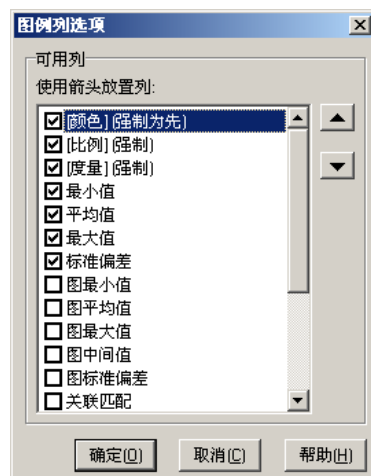 图例列选项
可用列
使用箭头放置列:
[颜色] (强制为先)
[比例] (强制)
[度量] (强制)
最小值
平均值
最大值
标准偏差
图最小值
图平均值
图最大值
图中间值
图标准偏差
关联匹配
确定(O) 取消(C) 帮助(H)